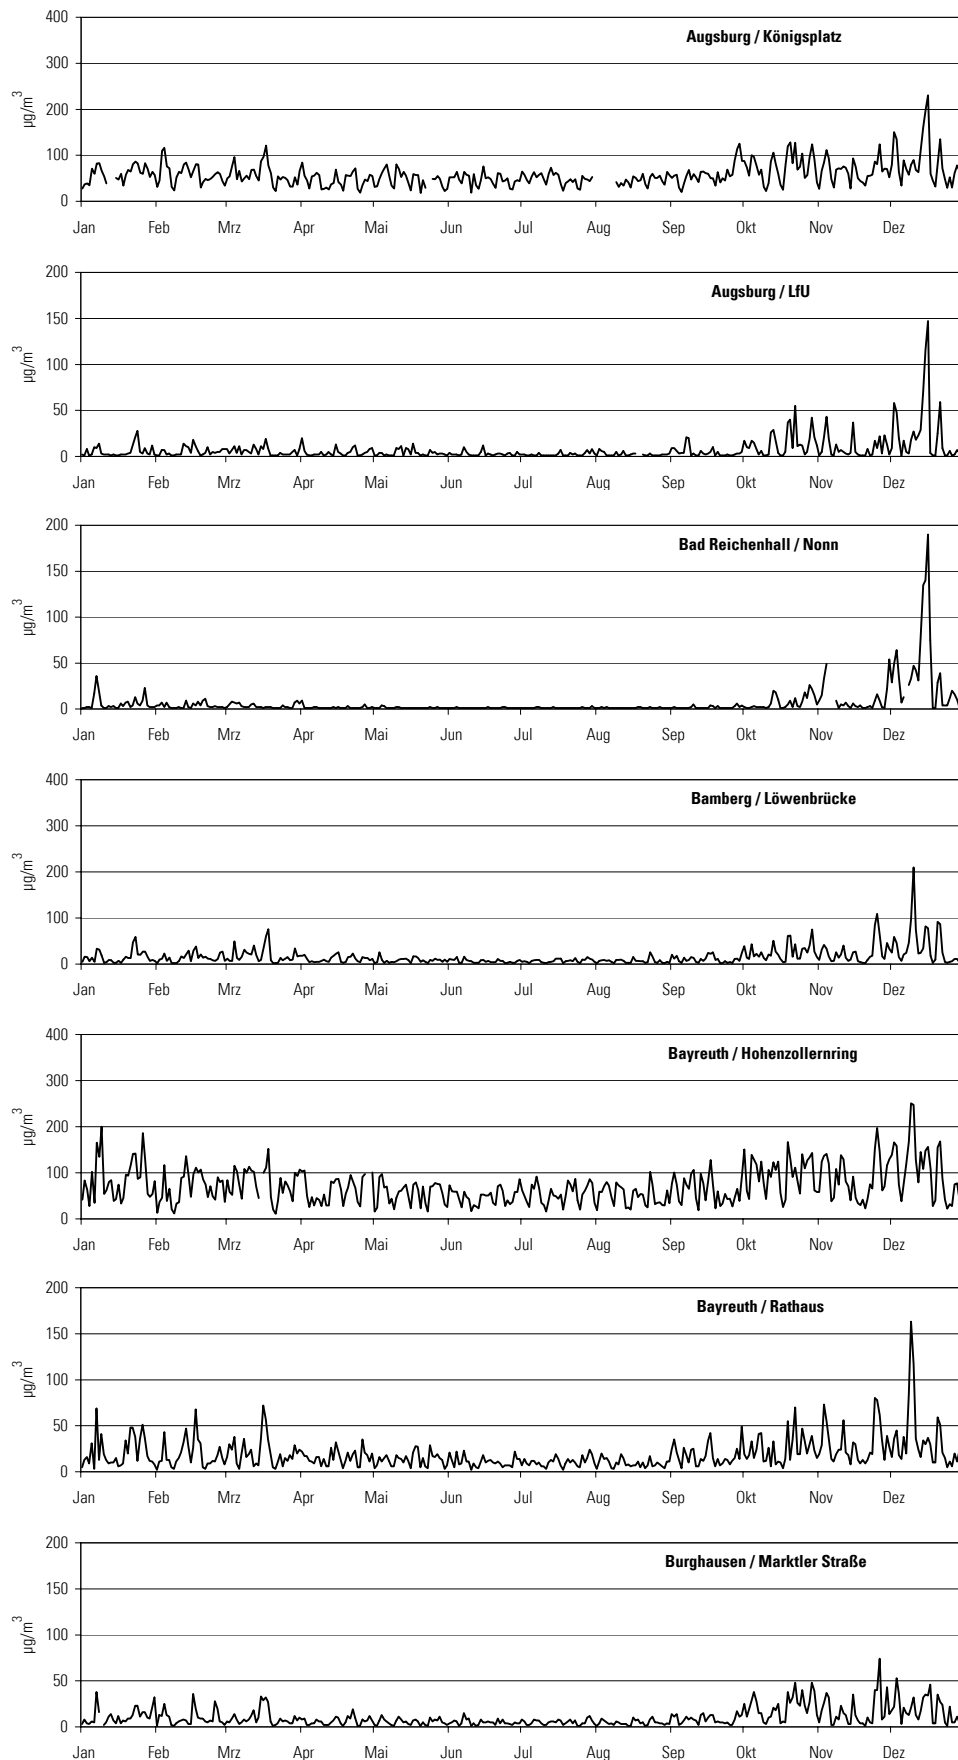 Augsburg / Königsplatz
µg/m³
400
300
200
100
0
Jan Feb Mrz Apr Mai Jun Jul Aug Sep Okt Nov Dez
Augsburg / LfU
µg/m³
200
150
100
50
0
Jan Feb Mrz Apr Mai Jun Jul Aug Sep Okt Nov Dez
Bad Reichenhall / Nonn
µg/m³
200
150
100
50
0
Jan Feb Mrz Apr Mai Jun Jul Aug Sep Okt Nov Dez
Bamberg / Löwenbrücke
µg/m³
400
300
200
100
0
Jan Feb Mrz Apr Mai Jun Jul Aug Sep Okt Nov Dez
Bayreuth / Hohenzollernring
µg/m³
400
300
200
100
0
Jan Feb Mrz Apr Mai Jun Jul Aug Sep Okt Nov Dez
Bayreuth / Rathaus
µg/m³
200
150
100
50
0
Jan Feb Mrz Apr Mai Jun Jul Aug Sep Okt Nov Dez
Burghausen / Marktler Straße
µg/m³
200
150
100
50
0
Jan Feb Mrz Apr Mai Jun Jul Aug Sep Okt Nov Dez